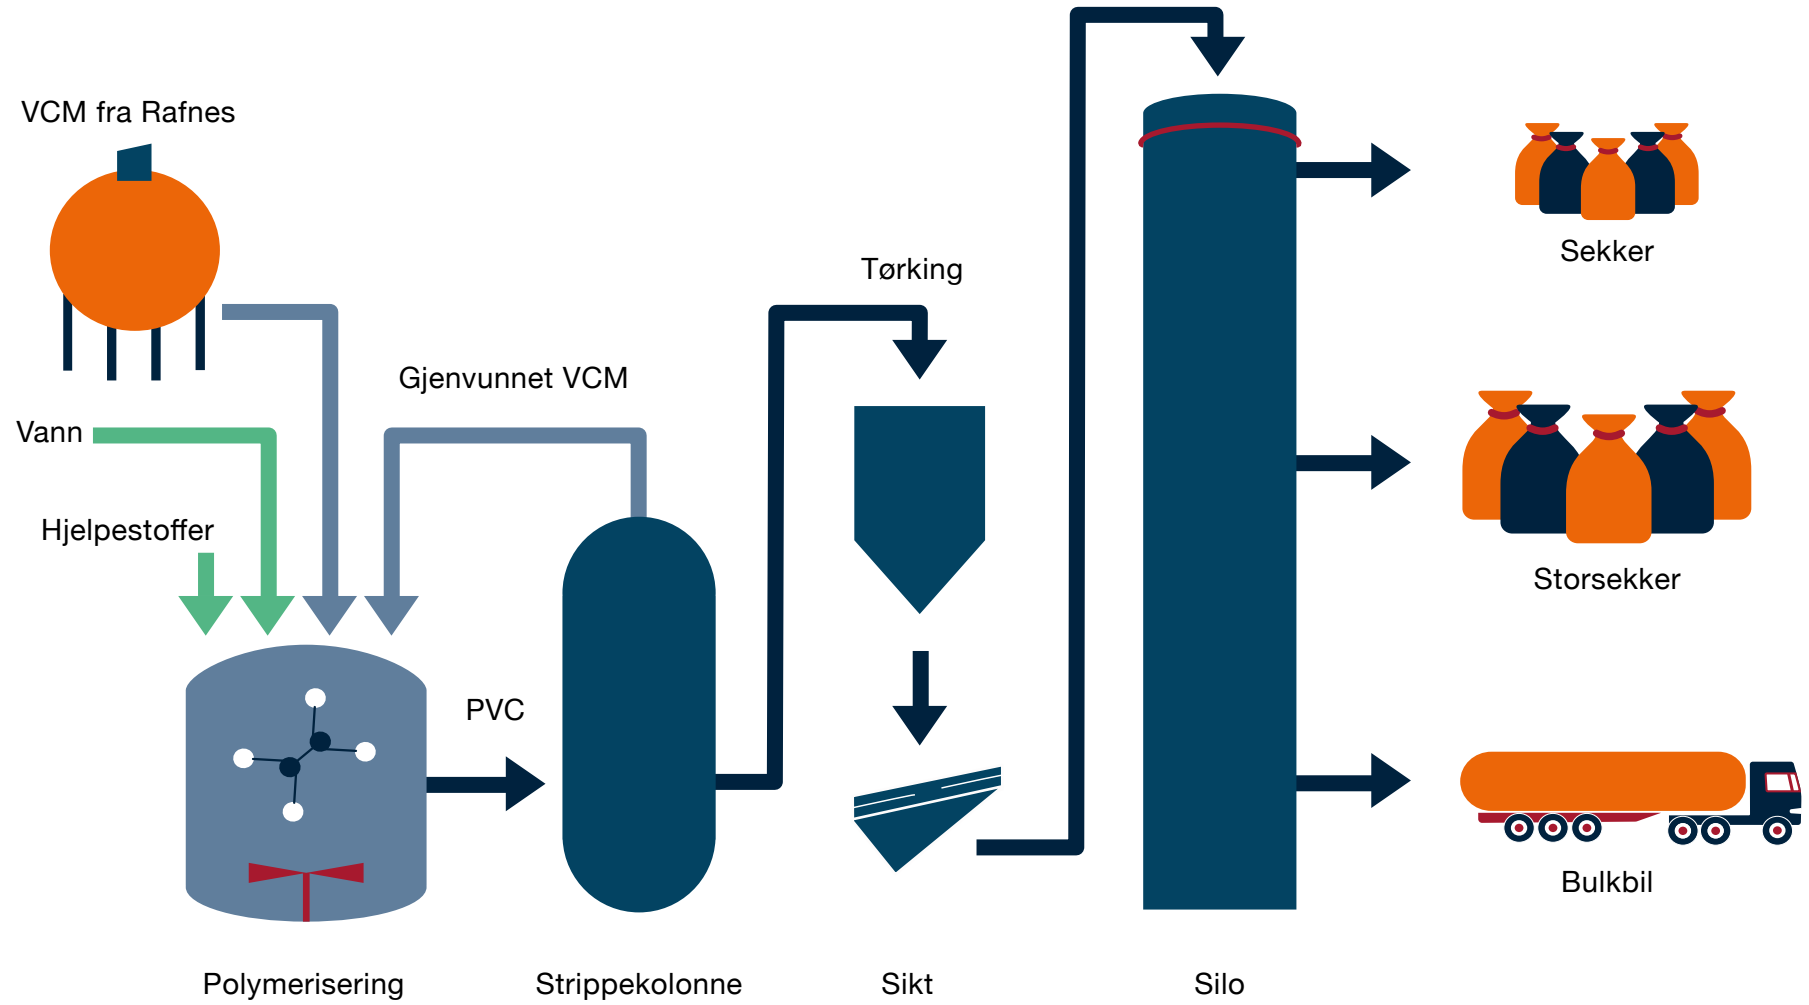 VCM fra Rafnes
Vann
Hjelpestoffer
Gjenvunnet VCM
PVC
Tørking
Sekker
Storsekker
Bulkbil
Polymerisering
Strippekolonne
Sikt
Silo